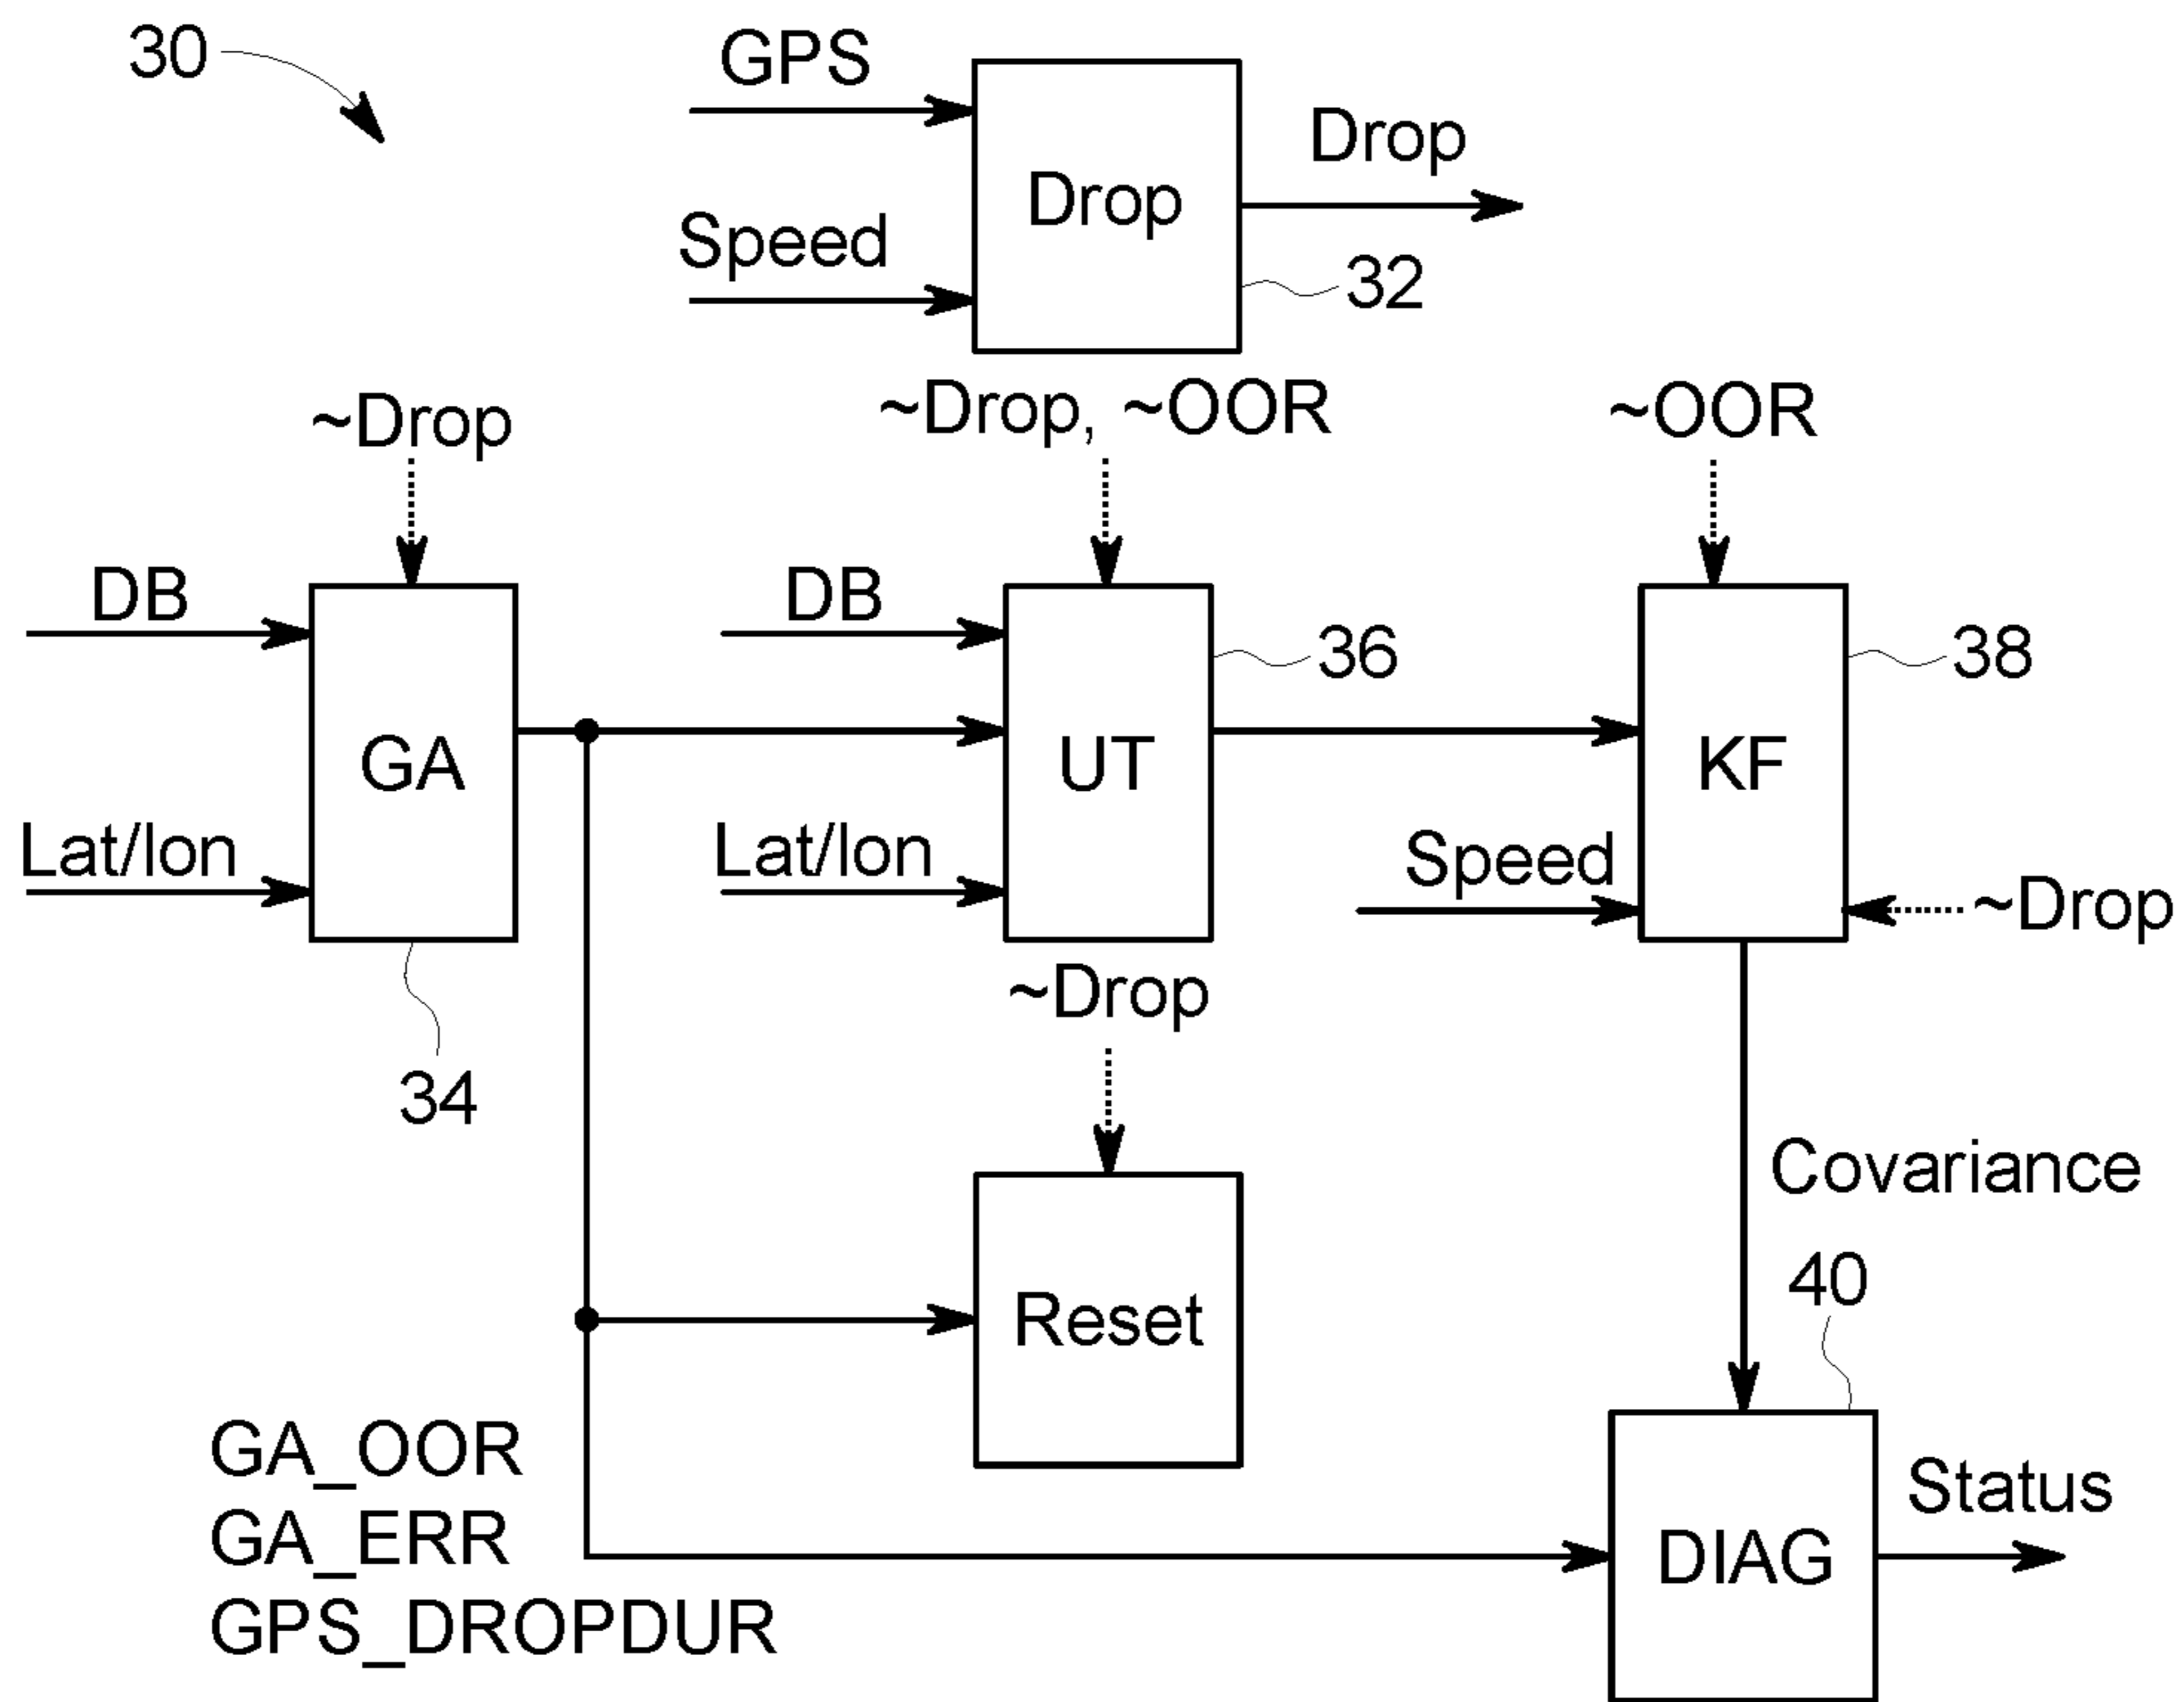 30
GPS
Drop
Drop
Speed
32
~Drop
~Drop, ~OOR
~OOR
DB
DB
36
38
GA
UT
KF
Lat/lon
Lat/lon
Speed
~Drop
~Drop
34
Covariance
40
Reset
GA_OOR
GA_ERR
GPS_DROPDUR
DIAG
Status